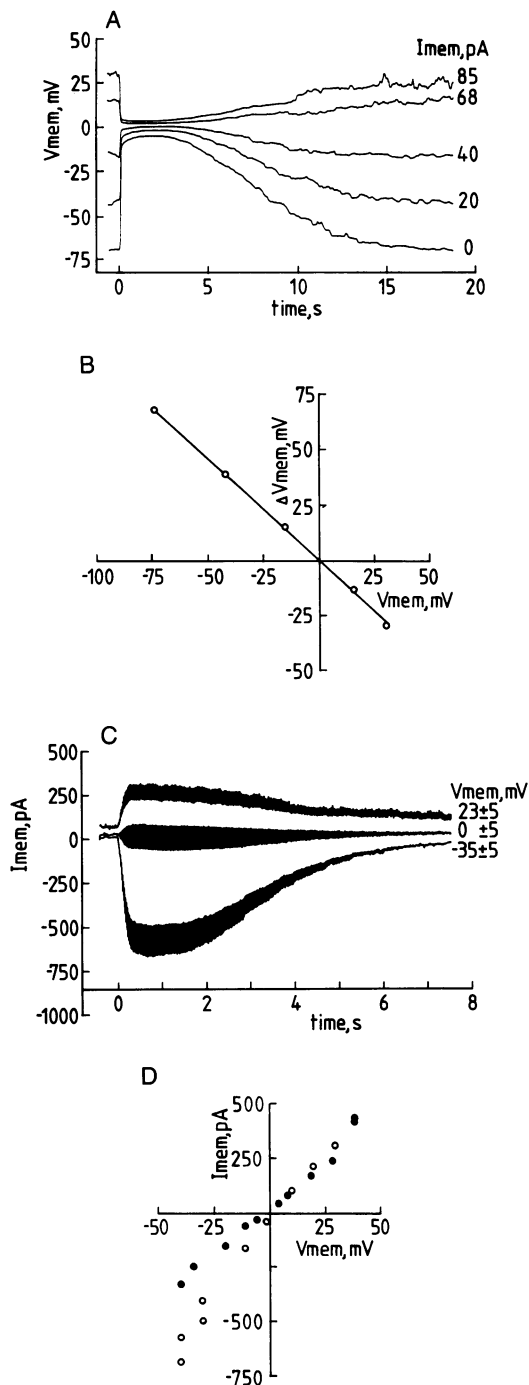 A
Imem,pA
50
25
0
-25
-50
-75
Vmem, mV
85
68
40
20
0
0 5 10 15 20
time,s
B
75
50
25
-25
-50
ΔVmem,mV
-100 -75 -50 -25 25 50
Vmem,mV
C
500
250
0
-250
-500
-750
-1000
Imem,pA
Vmem,mV
23±5
0 ±5
-35±5
0 2 4 6 8
time,s
D
500
250
-500
-750
Imem,pA
-50 -25 25 50
Vmem, mV